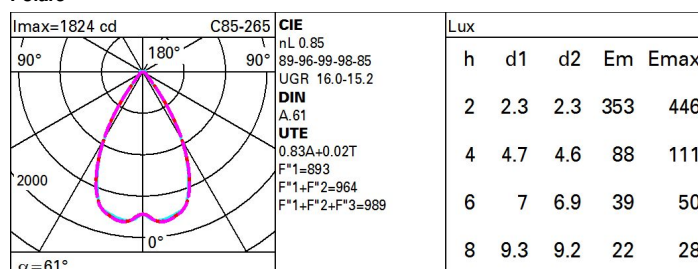 Imax=1824 cd C85-265
90° 180° 90°
2000
0°
α=61°
CIE
nL 0.85
89-96-99-98-85
UGR 16.0-15.2
DIN
A.61
UTE
0.83A+0.02T
F"1=893
F"1+F"2=964
F"1+F"2+F"3=989
Lux
h d1 d2 Em Emax
2 2.3 2.3 353 446
4 4.7 4.6 88 111
6 7 6.9 39 50
8 9.3 9.2 22 28